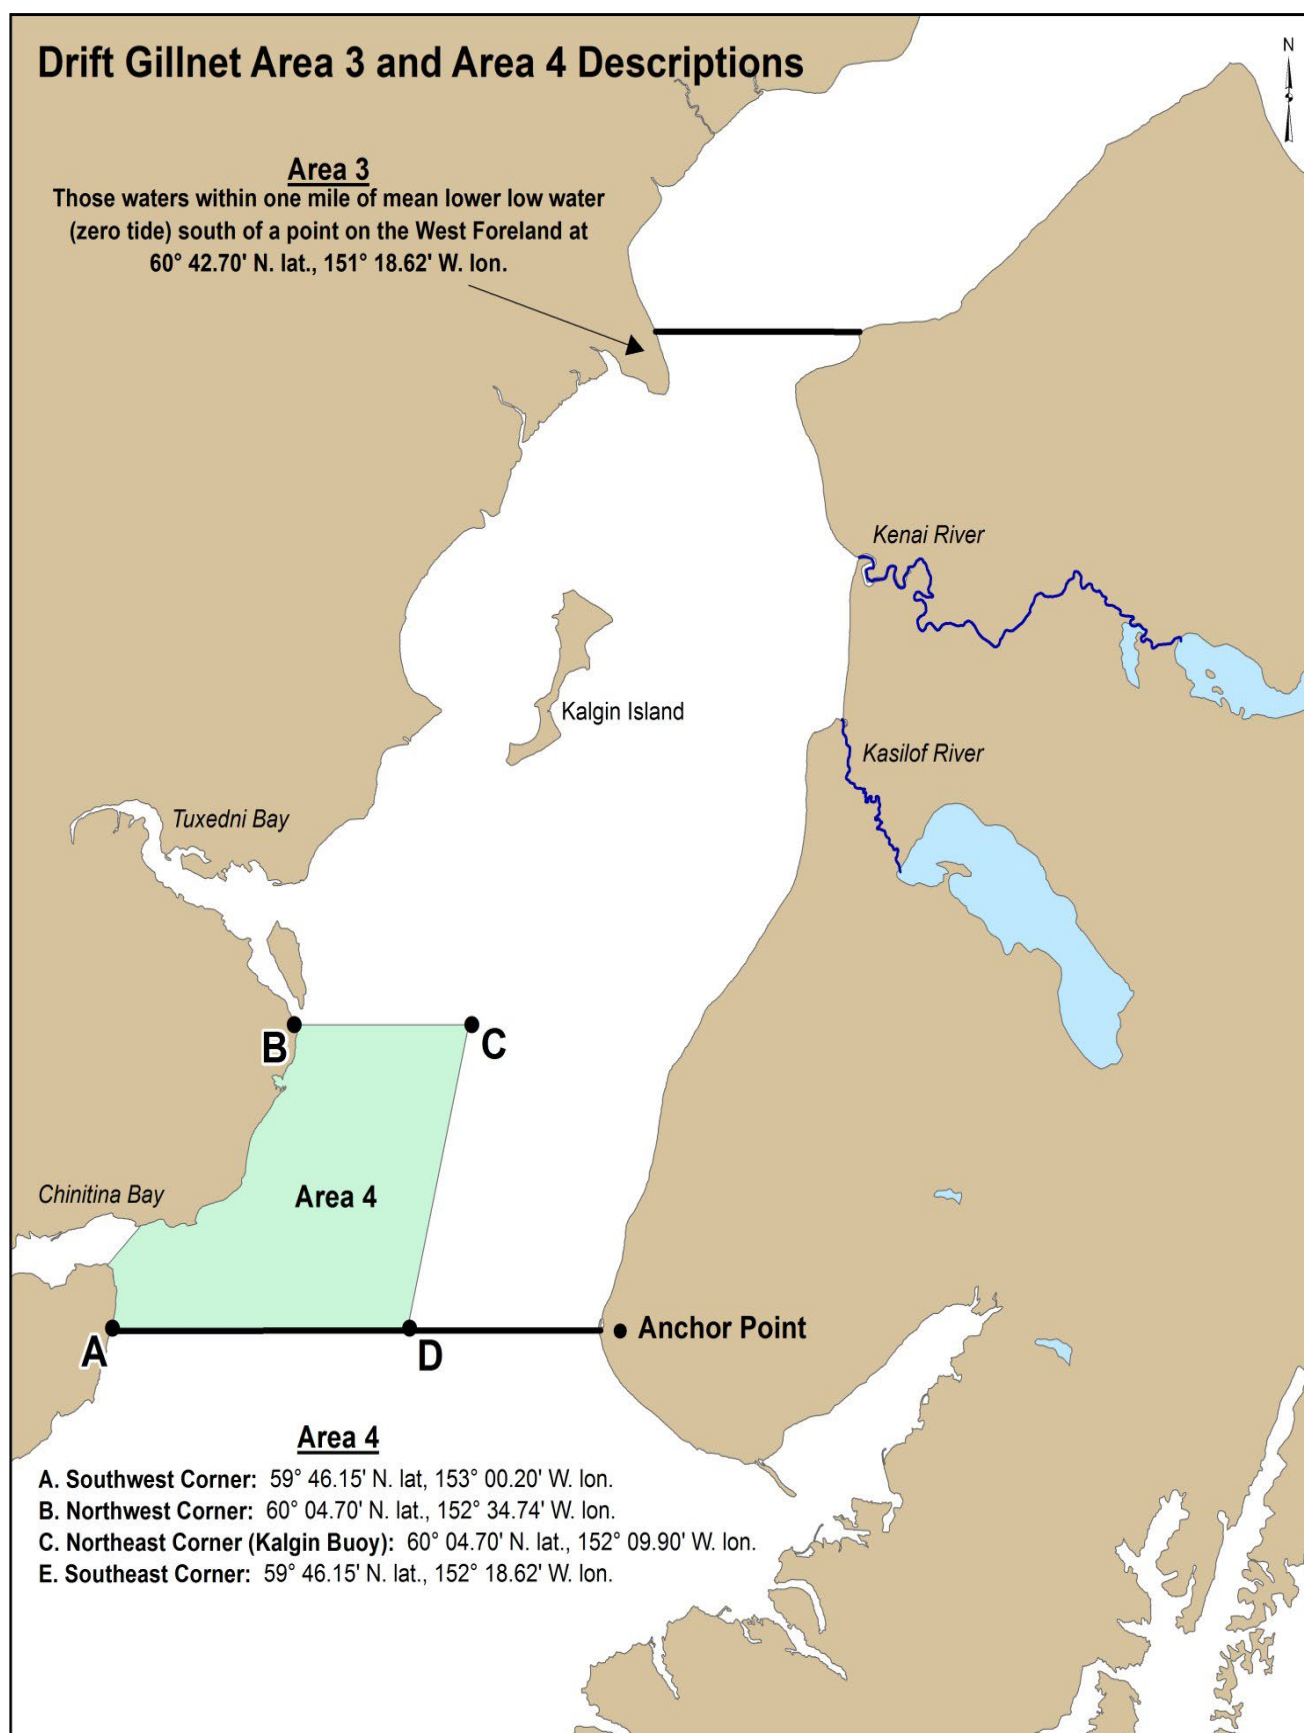 Drift Gillnet Area 3 and Area 4 Descriptions
N
Area 3
Those waters within one mile of mean lower low water
(zero tide) south of a point on the West Foreland at
60° 42.70' N. lat., 151° 18.62' W. lon.
Kenai River
Kalgin Island
Kasilof River
Tuxedni Bay
B
C
Chinitina Bay
Area 4
A
D
Anchor Point
Area 4
A. Southwest Corner: 59° 46.15' N. lat, 153° 00.20' W. lon.
B. Northwest Corner: 60° 04.70' N. lat., 152° 34.74' W. lon.
C. Northeast Corner (Kalgin Buoy): 60° 04.70' N. lat., 152° 09.90' W. lon.
E. Southeast Corner: 59° 46.15' N. lat., 152° 18.62' W. lon.